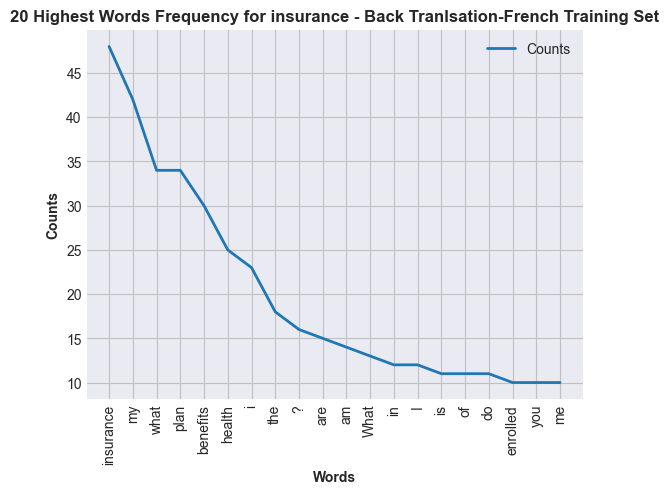 20 Highest Words Frequency for insurance - Back Tranlsation-French Training Set
Counts
45
40
35
30
25
20
15
10
Counts
insurance
my
what
plan
benefits
health
i
the
?
are
am
What
in
I
is
of
do
enrolled
you
me
Words